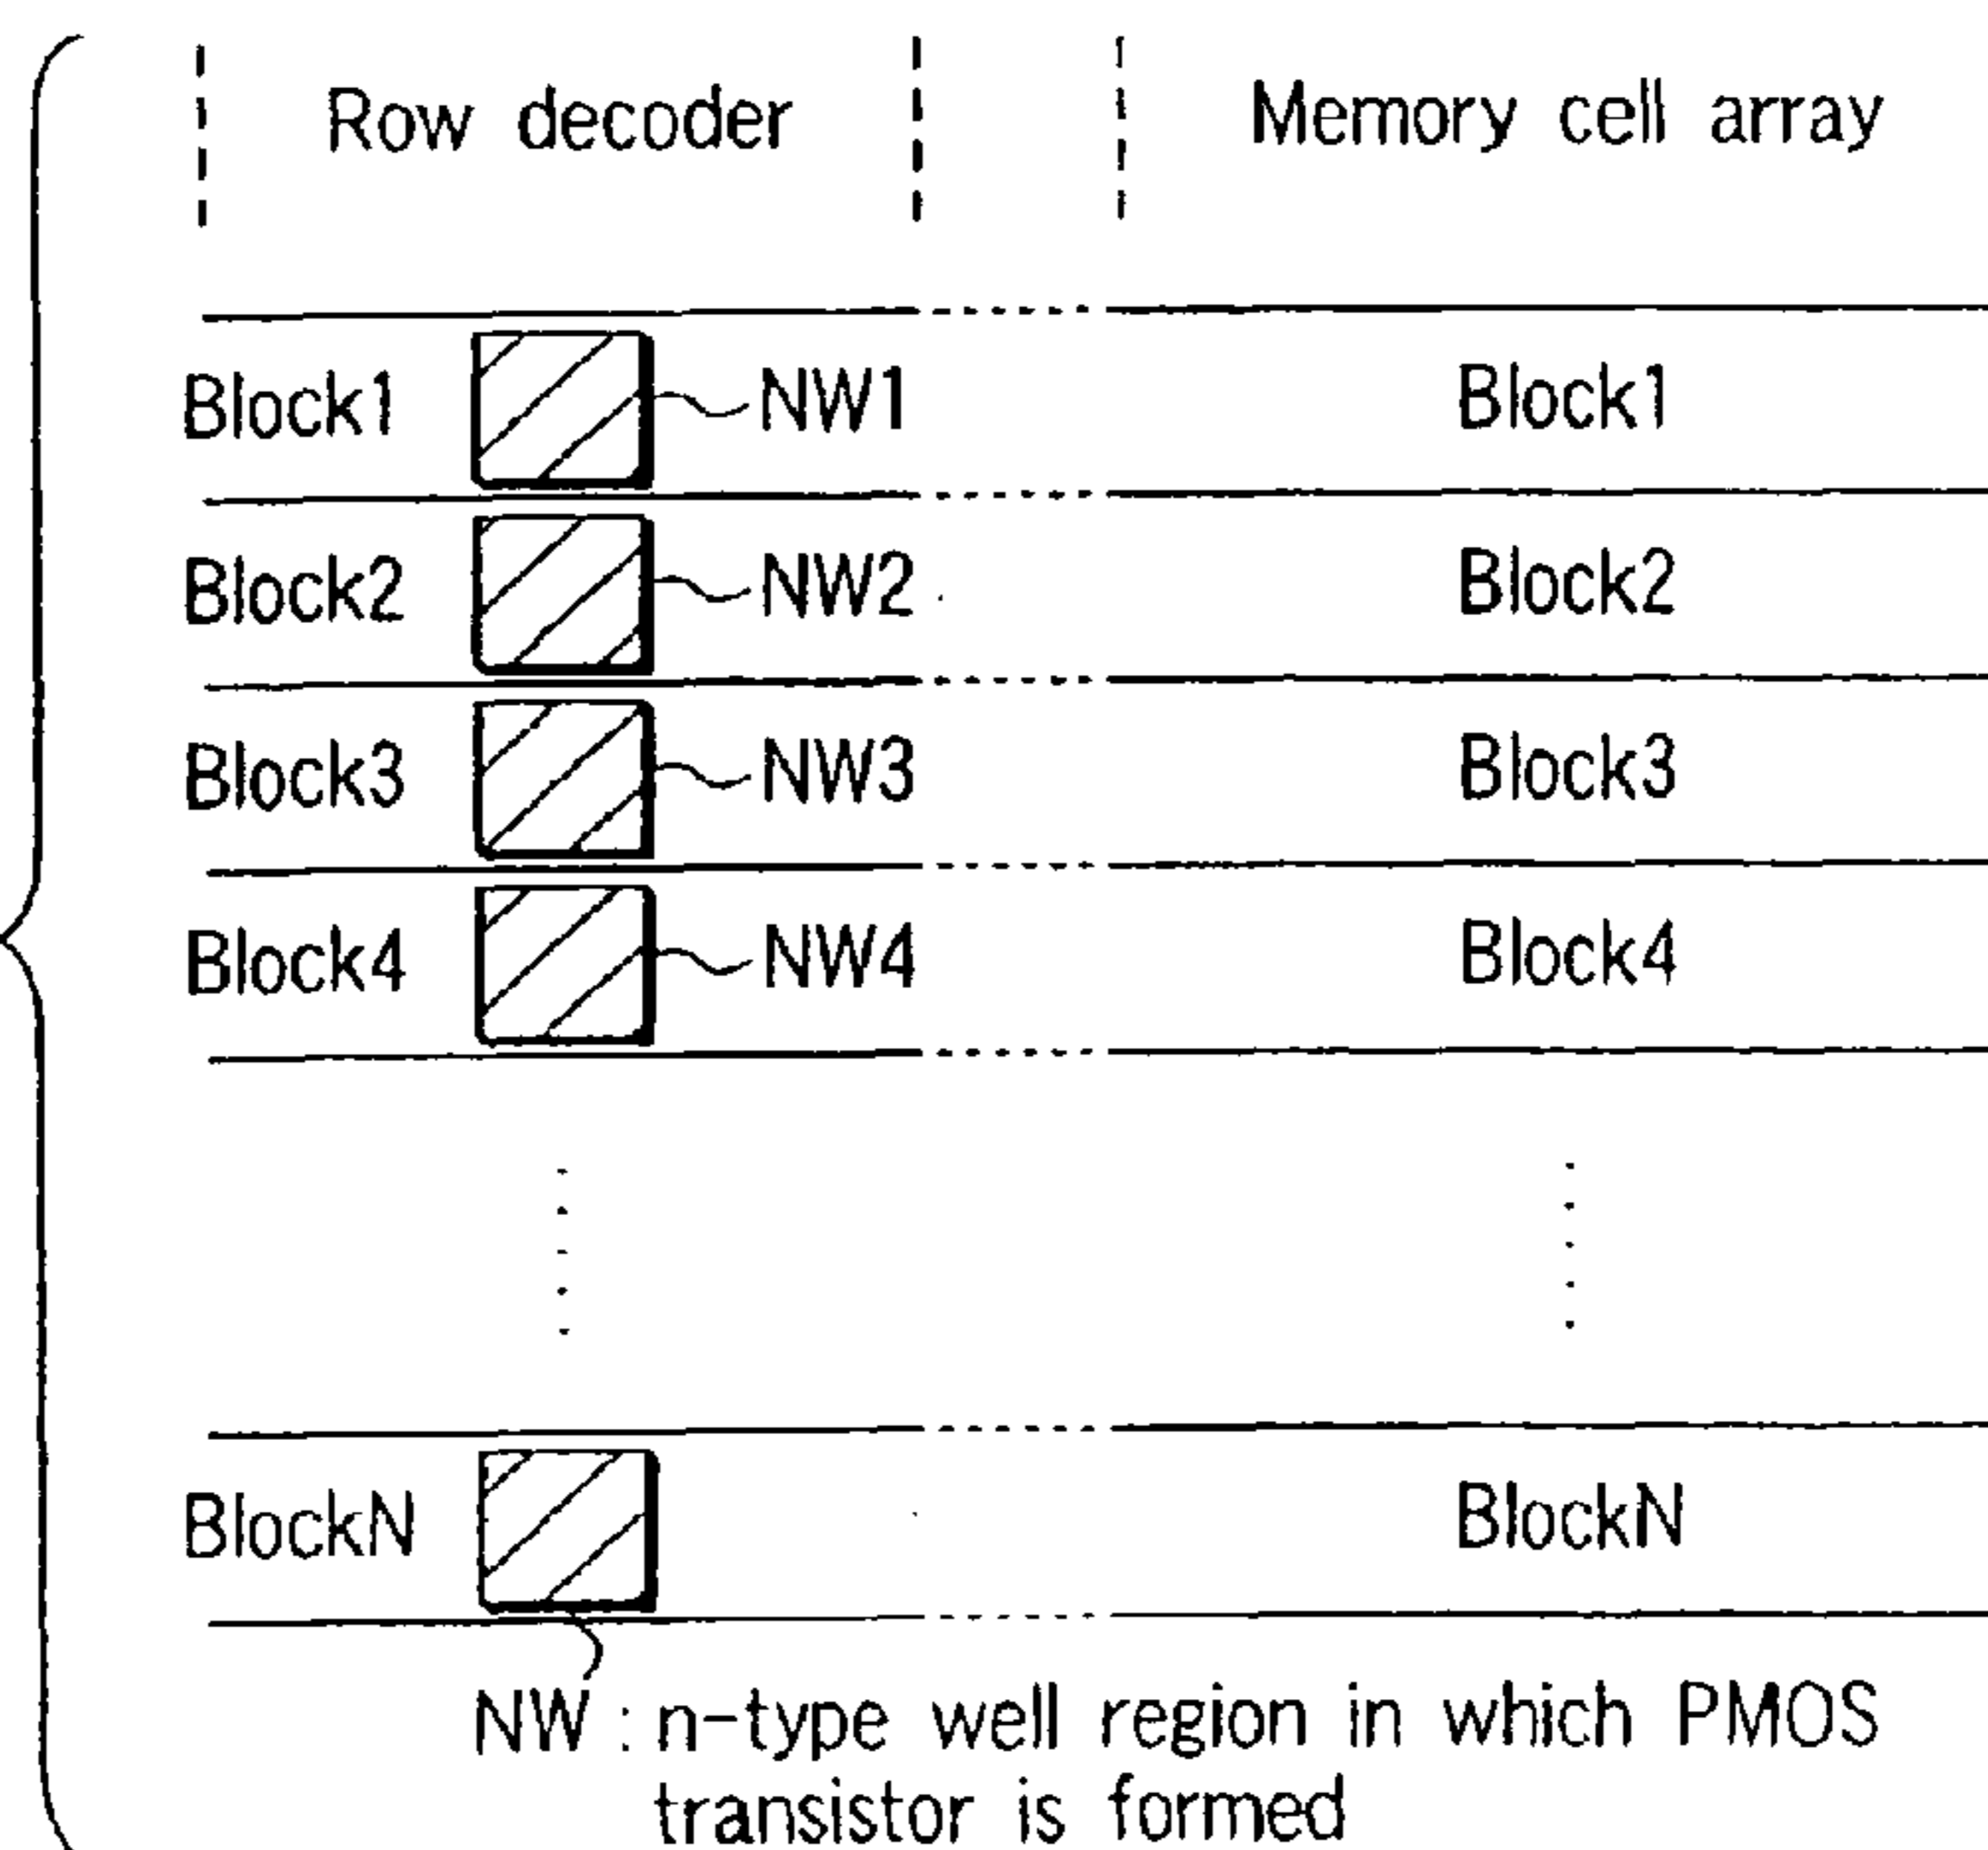 Row decoder Memory cell array
Block1 NW1 Block1
Block2 NW2 Block2
Block3 NW3 Block3
Block4 NW4 Block4
BlockN BlockN
NW : n-type well region in which PMOS
transistor is formed